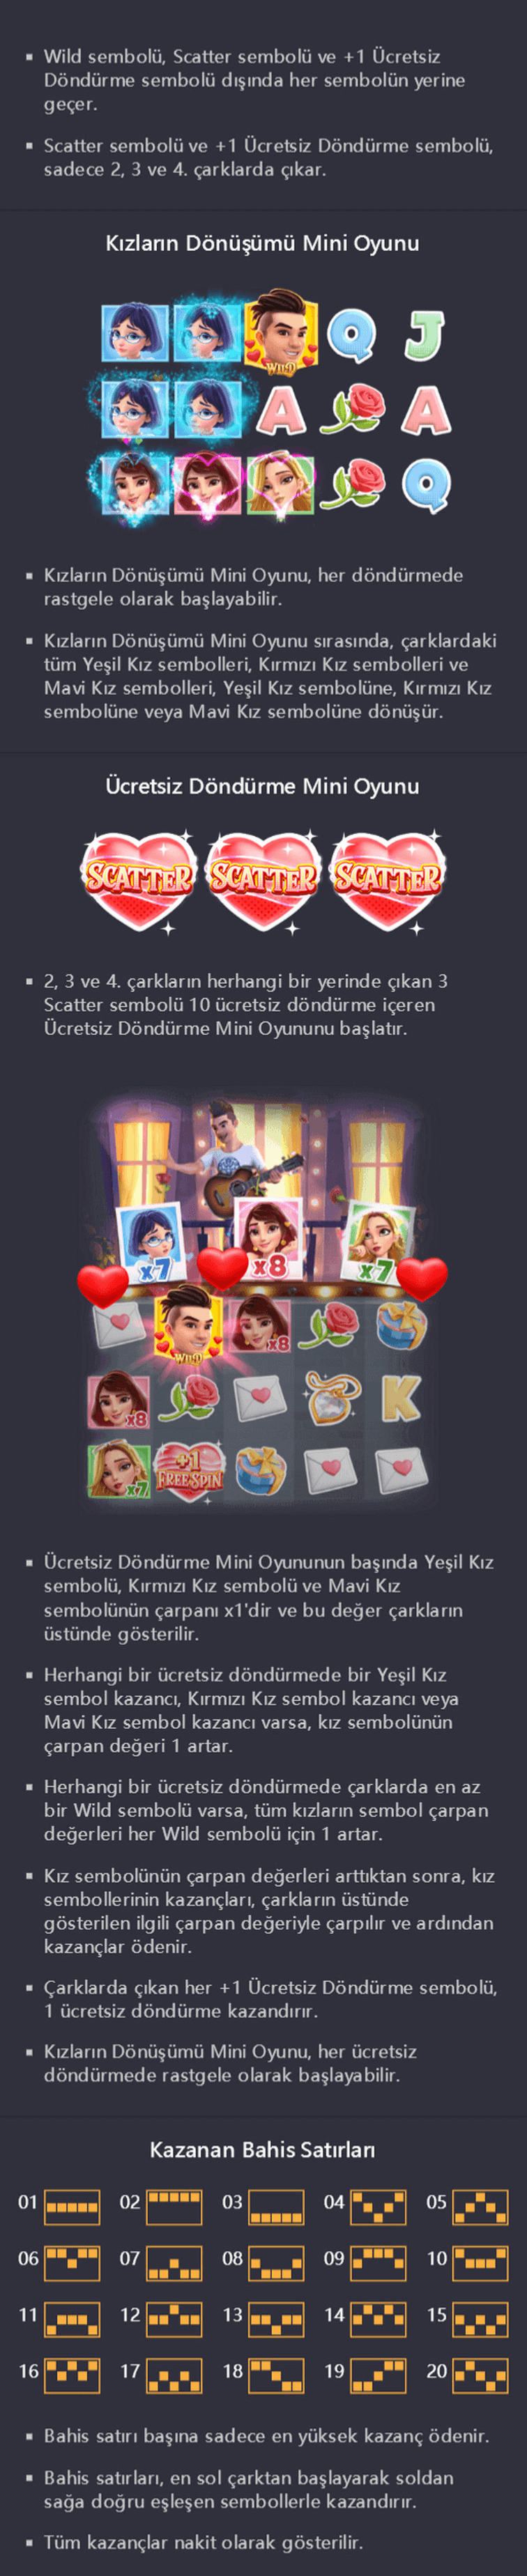 Wild sembolü, Scatter sembolü ve +1 Ücretsiz
Döndürme sembolü dışında her sembolün yerine
geçer.
Scatter sembolü ve +1 Ücretsiz Döndürme sembolü,
sadece 2, 3 ve 4. çarklarda çıkar.
Kızların Dönüşümü Mini Oyunu
WILD Q J
A A
Q
Kızların Dönüşümü Mini Oyunu, her döndürmede
rastgele olarak başlayabilir.
Kızların Dönüşümü Mini Oyunu sırasında, çarklardaki
tüm Yeşil Kız sembolleri, Kırmızı Kız sembolleri ve
Mavi Kız sembolleri, Yeşil Kız sembolüne, Kırmızı Kız
sembolüne veya Mavi Kız sembolüne dönüşür.
Ücretsiz Döndürme Mini Oyunu
SCATTER SCATTER SCATTER
2, 3 ve 4. çarkların herhangi bir yerinde çıkan 3
Scatter sembolü 10 ücretsiz döndürme içeren
Ücretsiz Döndürme Mini Oyununu başlatır.
x7 x8 x7
WILD x8
x8 K
x7 +1 FREE SPIN
Ücretsiz Döndürme Mini Oyununun başında Yeşil Kız
sembolü, Kırmızı Kız sembolü ve Mavi Kız
sembolünün çarpanı x1'dir ve bu değer çarkların
üstünde gösterilir.
Herhangi bir ücretsiz döndürmede bir Yeşil Kız
sembol kazancı, Kırmızı Kız sembol kazancı veya
Mavi Kız sembol kazancı varsa, kız sembolünün
çarpan değeri 1 artar.
Herhangi bir ücretsiz döndürmede çarklarda en az
bir Wild sembolü varsa, tüm kızların sembol çarpan
değerleri her Wild sembolü için 1 artar.
Kız sembolünün çarpan değerleri arttıktan sonra, kız
sembollerinin kazançları, çarkların üstünde
gösterilen ilgili çarpan değeriyle çarpılır ve ardından
kazançlar ödenir.
Çarklarda çıkan her +1 Ücretsiz Döndürme sembolü,
1 ücretsiz döndürme kazandırır.
Kızların Dönüşümü Mini Oyunu, her ücretsiz
döndürmede rastgele olarak başlayabilir.
Kazanan Bahis Satırları
01 02 03 04 05
06 07 08 09 10
11 12 13 14 15
16 17 18 19 20
Bahis satırı başına sadece en yüksek kazanç ödenir.
Bahis satırları, en sol çarktan başlayarak soldan
sağa doğru eşleşen sembollerle kazandırır.
Tüm kazançlar nakit olarak gösterilir.